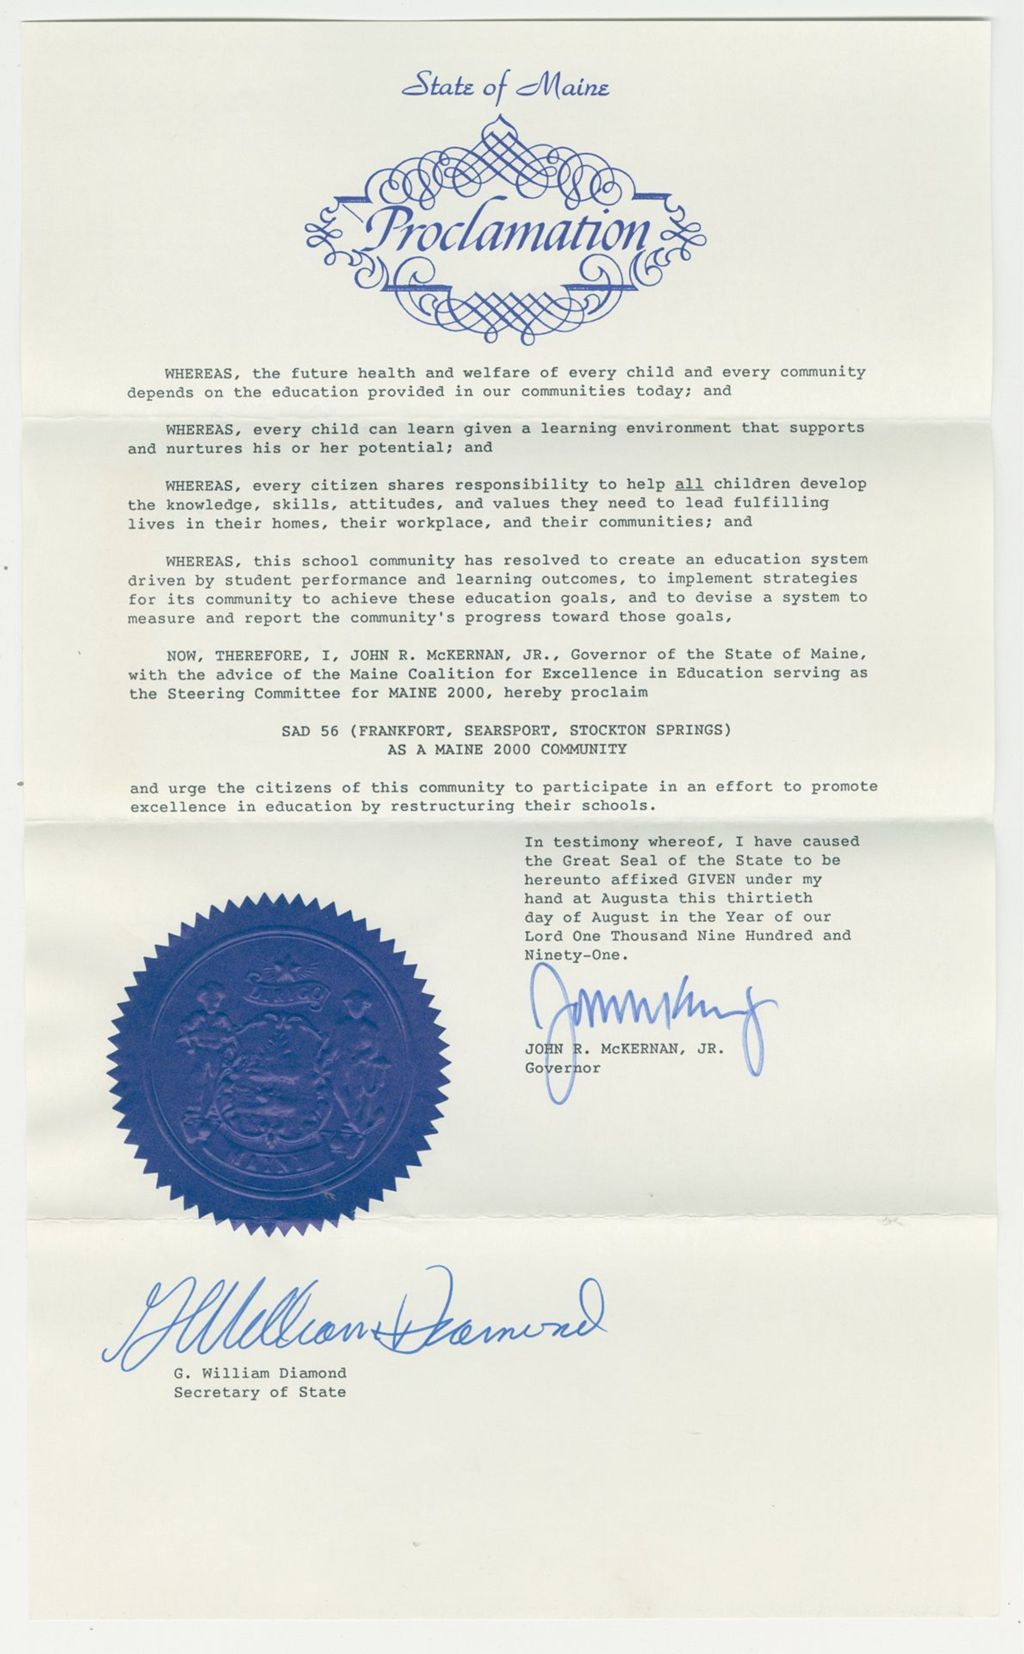 State of Maine
Proclamation
WHEREAS, the future health and welfare of every child and every community
depends on the education provided in our communities today; and
WHEREAS, every child can learn given a learning environment that supports
and nurtures his or her potential; and
WHEREAS, every citizen shares responsibility to help all children develop
the knowledge, skills, attitudes, and values they need to lead fulfilling
lives in their homes, their workplace, and their communities; and
WHEREAS, this school community has resolved to create an education system
driven by student performance and learning outcomes, to implement strategies
for its community to achieve these education goals, and to devise a system to
measure and report the community's progress toward those goals,
NOW, THEREFORE, I, JOHN R. McKERNAN, JR., Governor of the State of Maine,
with the advice of the Maine Coalition for Excellence in Education serving as
the Steering Committee for MAINE 2000, hereby proclaim
SAD 56 (FRANKFORT, SEARSPORT, STOCKTON SPRINGS)
AS A MAINE 2000 COMMUNITY
and urge the citizens of this community to participate in an effort to promote
excellence in education by restructuring their schools.
In testimony whereof, I have caused
the Great Seal of the State to be
hereunto affixed GIVEN under my
hand at Augusta this thirtieth
day of August in the Year of our
Lord One Thousand Nine Hundred and
Ninety-One.
JOHN R. McKERNAN, JR.
Governor
DIRIGO
MAINE
G William Diamond
G. William Diamond
Secretary of State